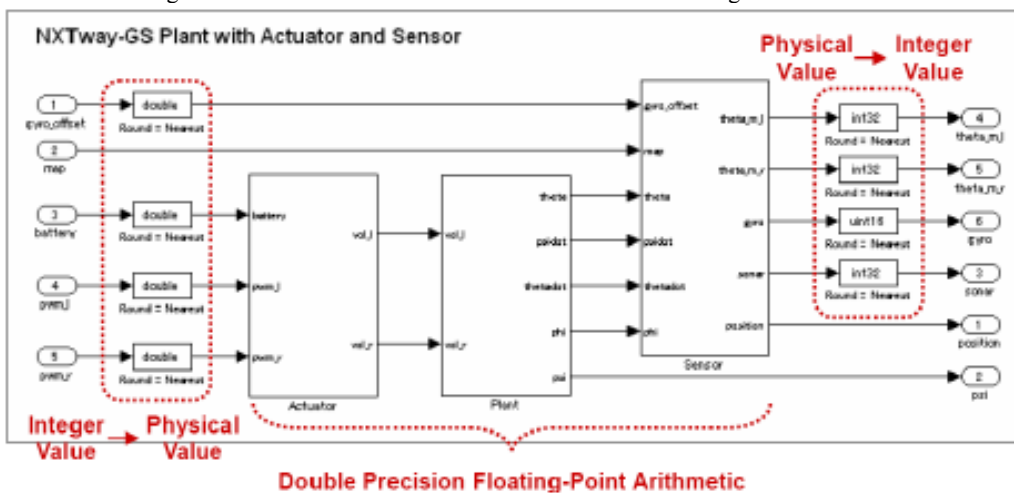 NXTway-GS Plant with Actuator and Sensor
Physical Value
Integer Value
1
gyro_offset
double
Round = Nearest
2
map
3
battery
double
Round = Nearest
4
pwm_l
double
Round = Nearest
5
pwm_r
double
Round = Nearest
battery
pwm_l
pwm_r
vol_l
vol_r
Actuator
vol_l
vol_r
theta
psidot
thetadot
phi
psi
Plant
gyro_offset
map
theta
psidot
thetadot
phi
theta_m_l
theta_m_r
gyro
sonar
position
Sensor
int32
Round = Nearest
int32
Round = Nearest
uint16
Round = Nearest
int32
Round = Nearest
4
theta_m_l
5
theta_m_r
6
gyro
3
sonar
1
position
2
psi
Integer Value
Physical Value
Double Precision Floating-Point Arithmetic